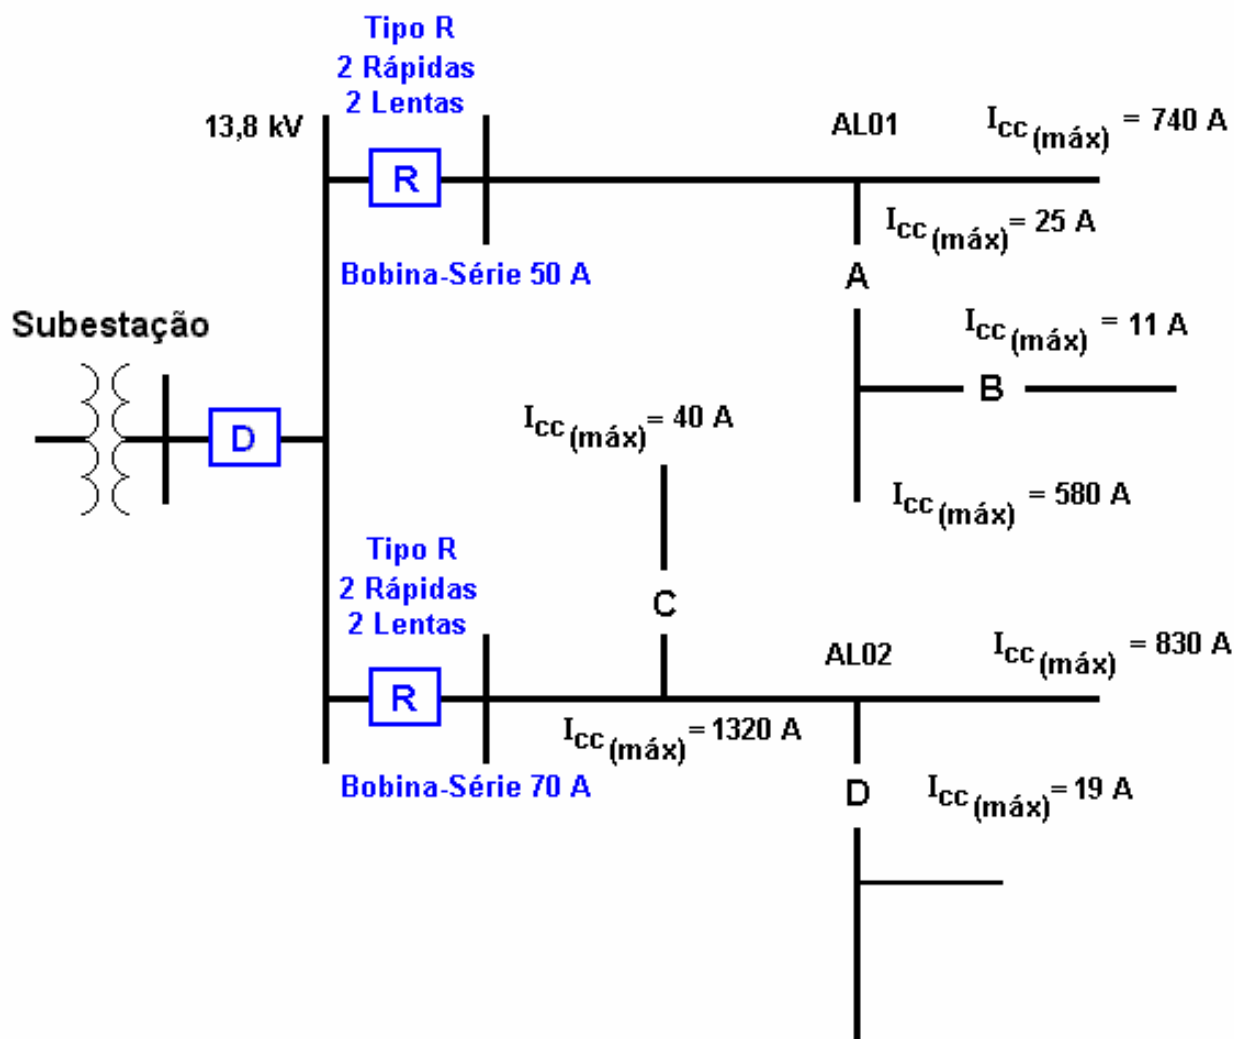 Tipo R
2 Rápidas
2 Lentas
13,8 kV
R
Bobina-Série 50 A
AL01
Icc (máx) = 740 A
Icc (máx) = 25 A
A
Icc (máx) = 11 A
B
Icc (máx) = 580 A
Subestação
D
Icc (máx) = 40 A
C
Tipo R
2 Rápidas
2 Lentas
R
Bobina-Série 70 A
Icc (máx) = 1320 A
AL02
Icc (máx) = 830 A
D
Icc (máx) = 19 A